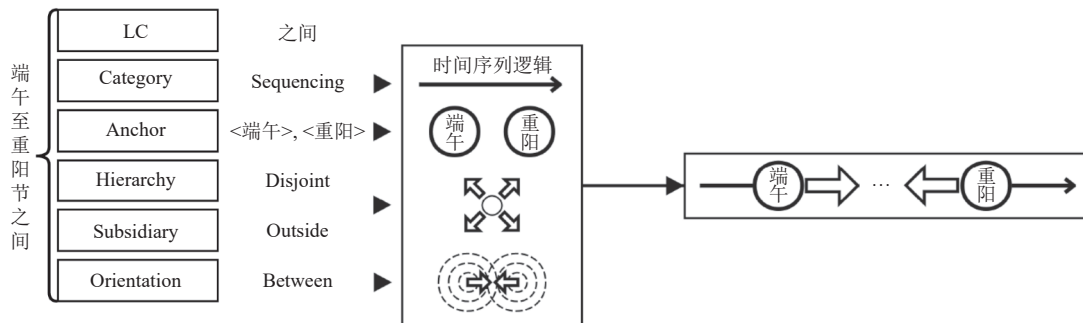 端午至重阳节之间
LC 之间
Category Sequencing
Anchor <端午>, <重阳>
Hierarchy Disjoint
Subsidiary Outside
Orientation Between
时间序列逻辑
端午 重阳
端午 … 重阳